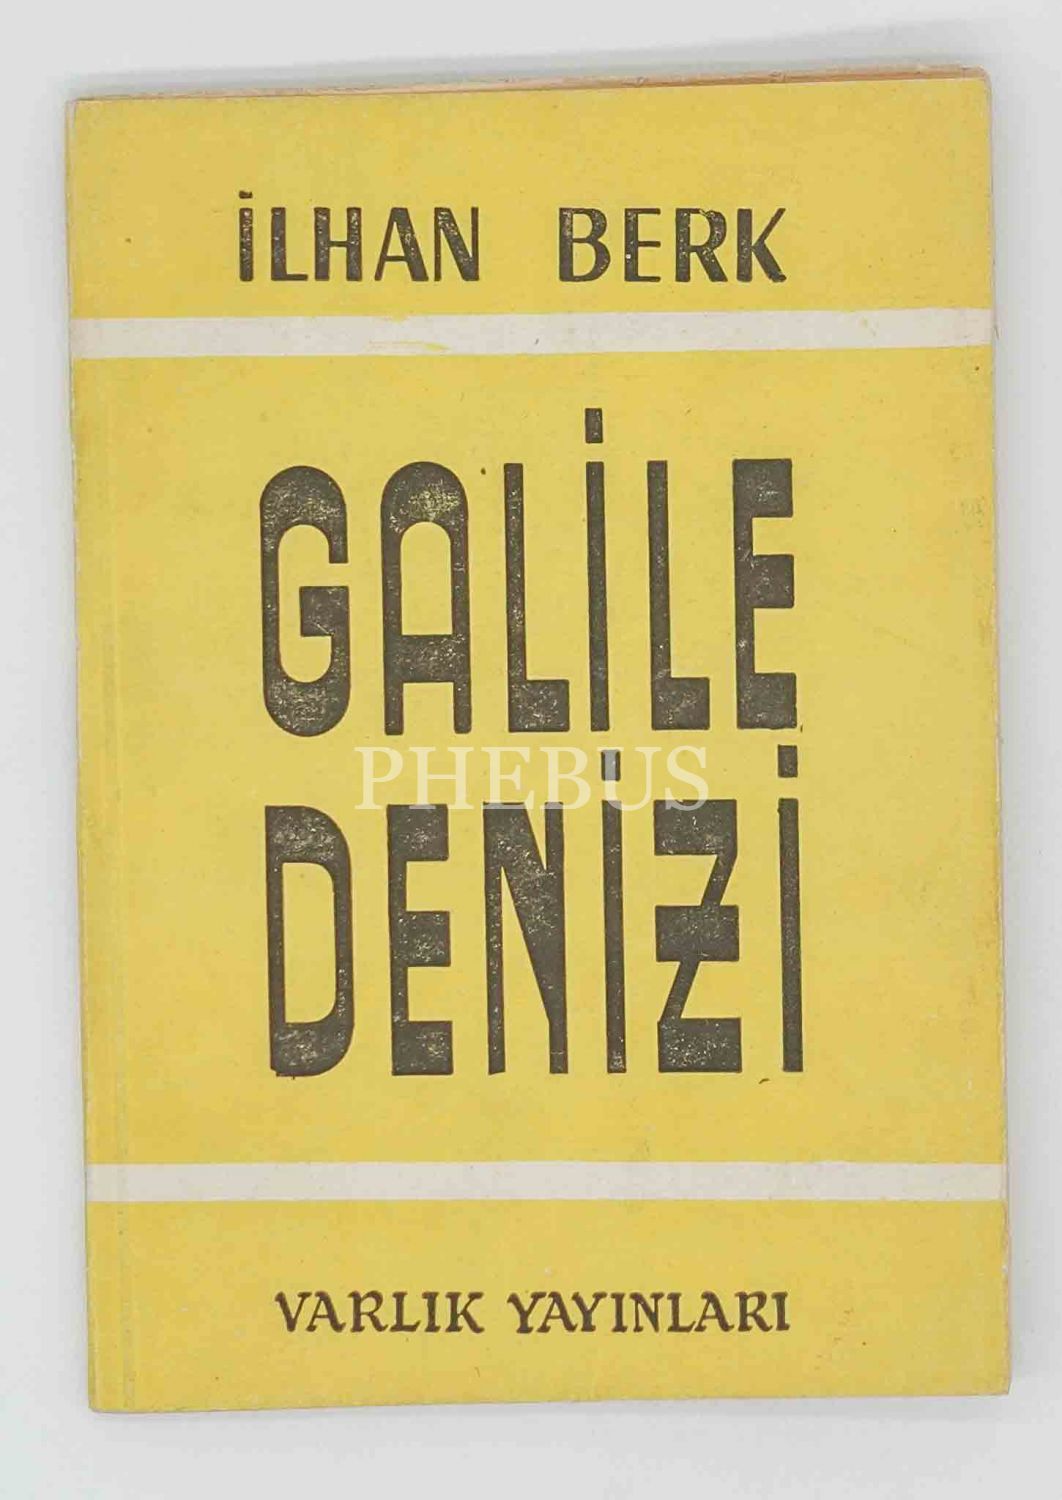 İLHAN BERK
GALİLE
PHEBUS
DENİZİ
VARLIK YAYINLARI